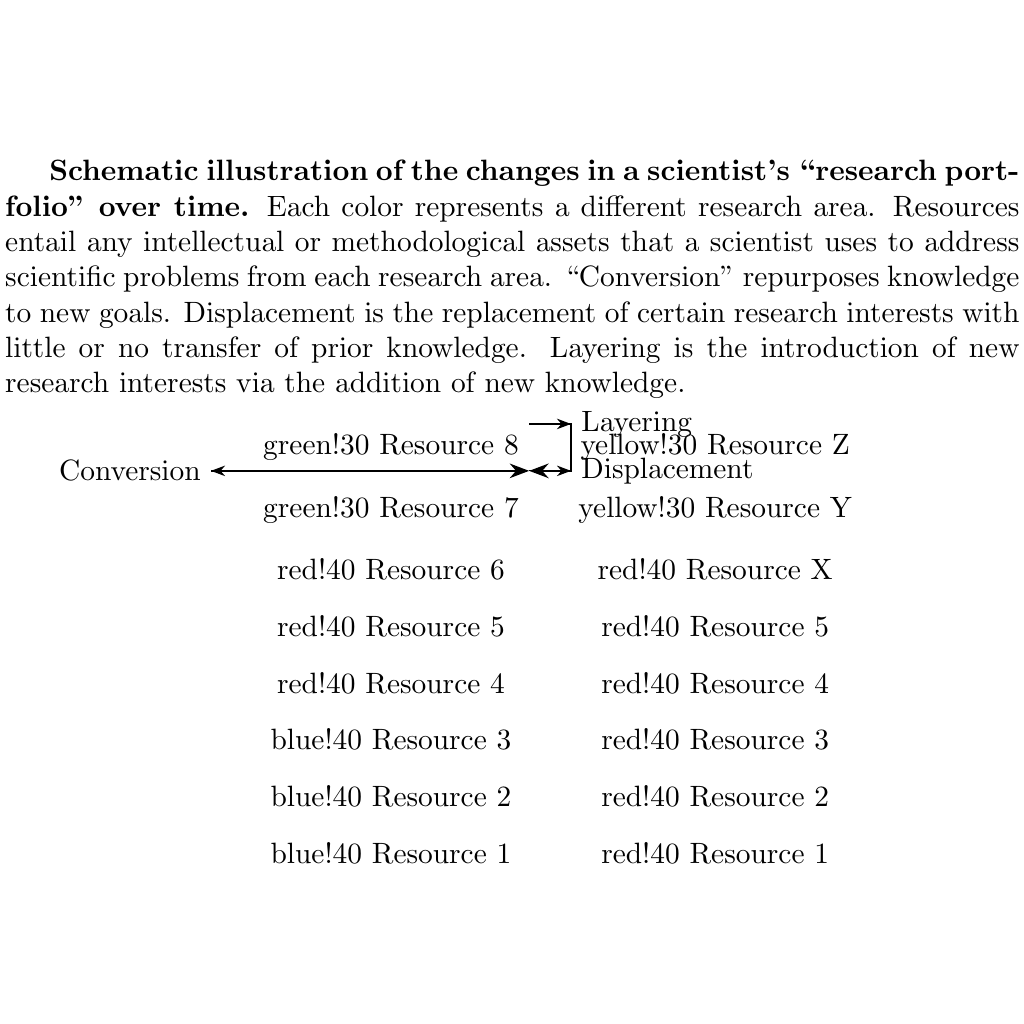 Schematic illustration of the changes in a scientist's “research port-
folio” over time. Each color represents a different research area. Resources
entail any intellectual or methodological assets that a scientist uses to address
scientific problems from each research area. “Conversion” repurposes knowledge
to new goals. Displacement is the replacement of certain research interests with
little or no transfer of prior knowledge. Layering is the introduction of new
research interests via the addition of new knowledge.
Layering
green!30 Resource 8 yellow!30 Resource Z
Conversion Displacement
green!30 Resource 7 yellow!30 Resource Y
red!40 Resource 6 red!40 Resource X
red!40 Resource 5 red!40 Resource 5
red!40 Resource 4 red!40 Resource 4
blue!40 Resource 3 red!40 Resource 3
blue!40 Resource 2 red!40 Resource 2
blue!40 Resource 1 red!40 Resource 1